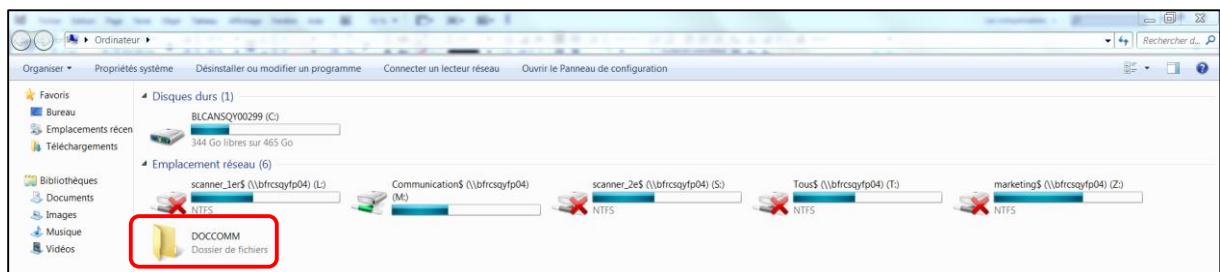 Ordinateur
Rechercher d...
Organiser Propriétés système Désinstaller ou modifier un programme Connecter un lecteur réseau Ouvrir le Panneau de configuration
Favoris
Bureau
Emplacements récen
Téléchargements
Bibliothèques
Documents
Images
Musique
Vidéos
Disques durs (1)
BLCANSQY00299 (C:)
344 Go libres sur 465 Go
Emplacement réseau (6)
scanner_1er$ (\\bfrcsqyfp04) (L:)
NTFS
Communication$ (\\bfrcsqyfp04)
(M:)
scanner_2e$ (\\bfrcsqyfp04) (S:)
NTFS
Tous$ (\\bfrcsqyfp04) (T:)
NTFS
marketing$ (\\bfrcsqyfp04) (Z:)
NTFS
DOCCOMM
Dossier de fichiers